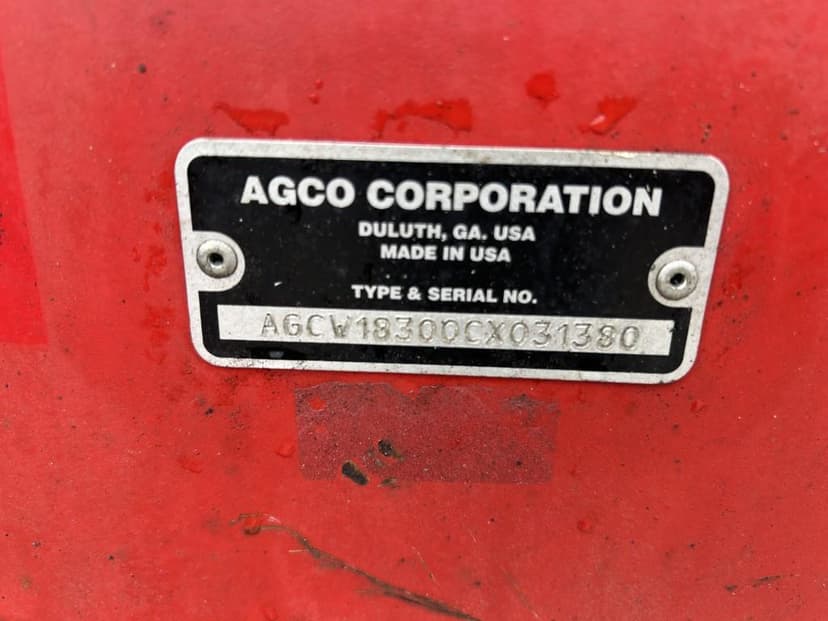 AGCO CORPORATION
DULUTH, GA. USA
MADE IN USA
TYPE & SERIAL NO.
AGCW18300CX031380